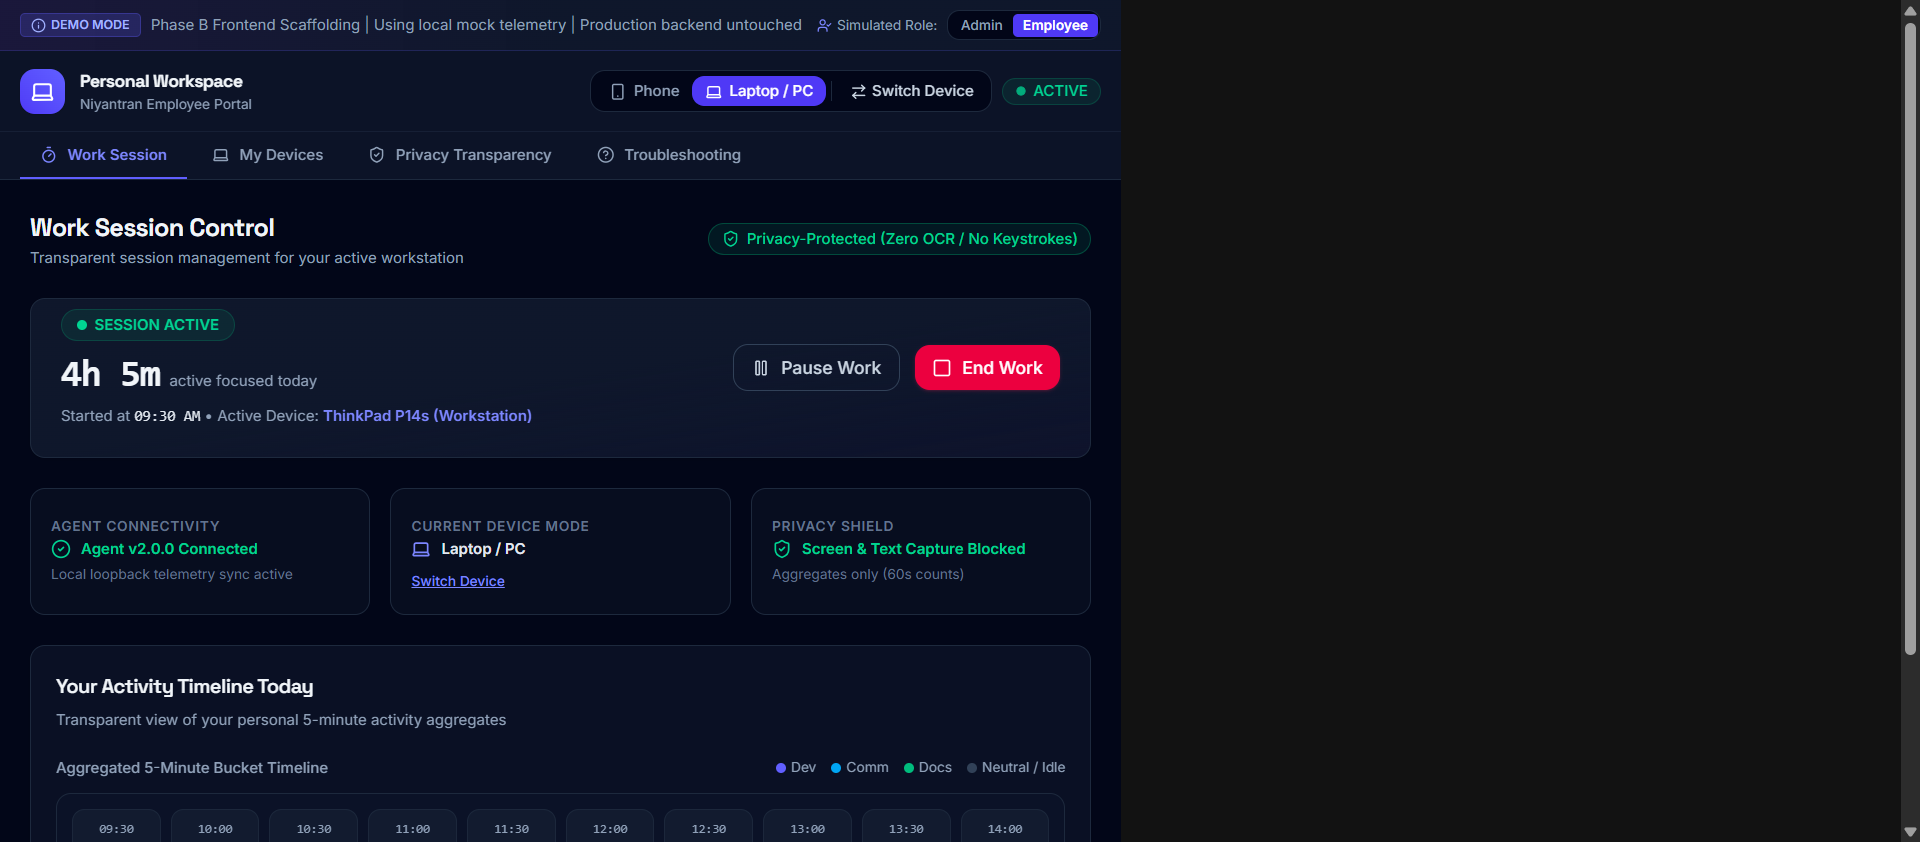 DEMO MODE Phase B Frontend Scaffolding | Using local mock telemetry | Production backend untouched Simulated Role: Admin Employee
Personal Workspace
Niyantran Employee Portal
Phone Laptop / PC Switch Device ACTIVE
Work Session My Devices Privacy Transparency Troubleshooting
Work Session Control
Transparent session management for your active workstation
Privacy-Protected (Zero OCR / No Keystrokes)
SESSION ACTIVE
4h 5m active focused today
Started at 09:30 AM • Active Device: ThinkPad P14s (Workstation)
Pause Work End Work
AGENT CONNECTIVITY
Agent v2.0.0 Connected
Local loopback telemetry sync active
CURRENT DEVICE MODE
Laptop / PC
Switch Device
PRIVACY SHIELD
Screen & Text Capture Blocked
Aggregates only (60s counts)
Your Activity Timeline Today
Transparent view of your personal 5-minute activity aggregates
Aggregated 5-Minute Bucket Timeline Dev Comm Docs Neutral / Idle
09:30 10:00 10:30 11:00 11:30 12:00 12:30 13:00 13:30 14:00